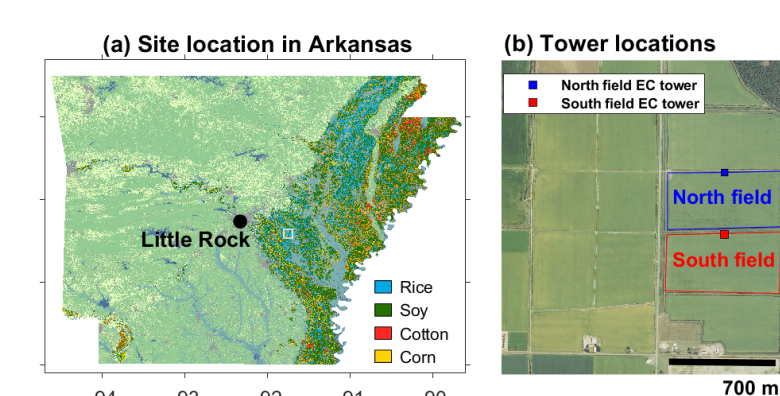 (a) Site location in Arkansas
(b) Tower locations
North field EC tower
South field EC tower
North field
South field
Little Rock
Rice
Soy
Cotton
Corn
700 m